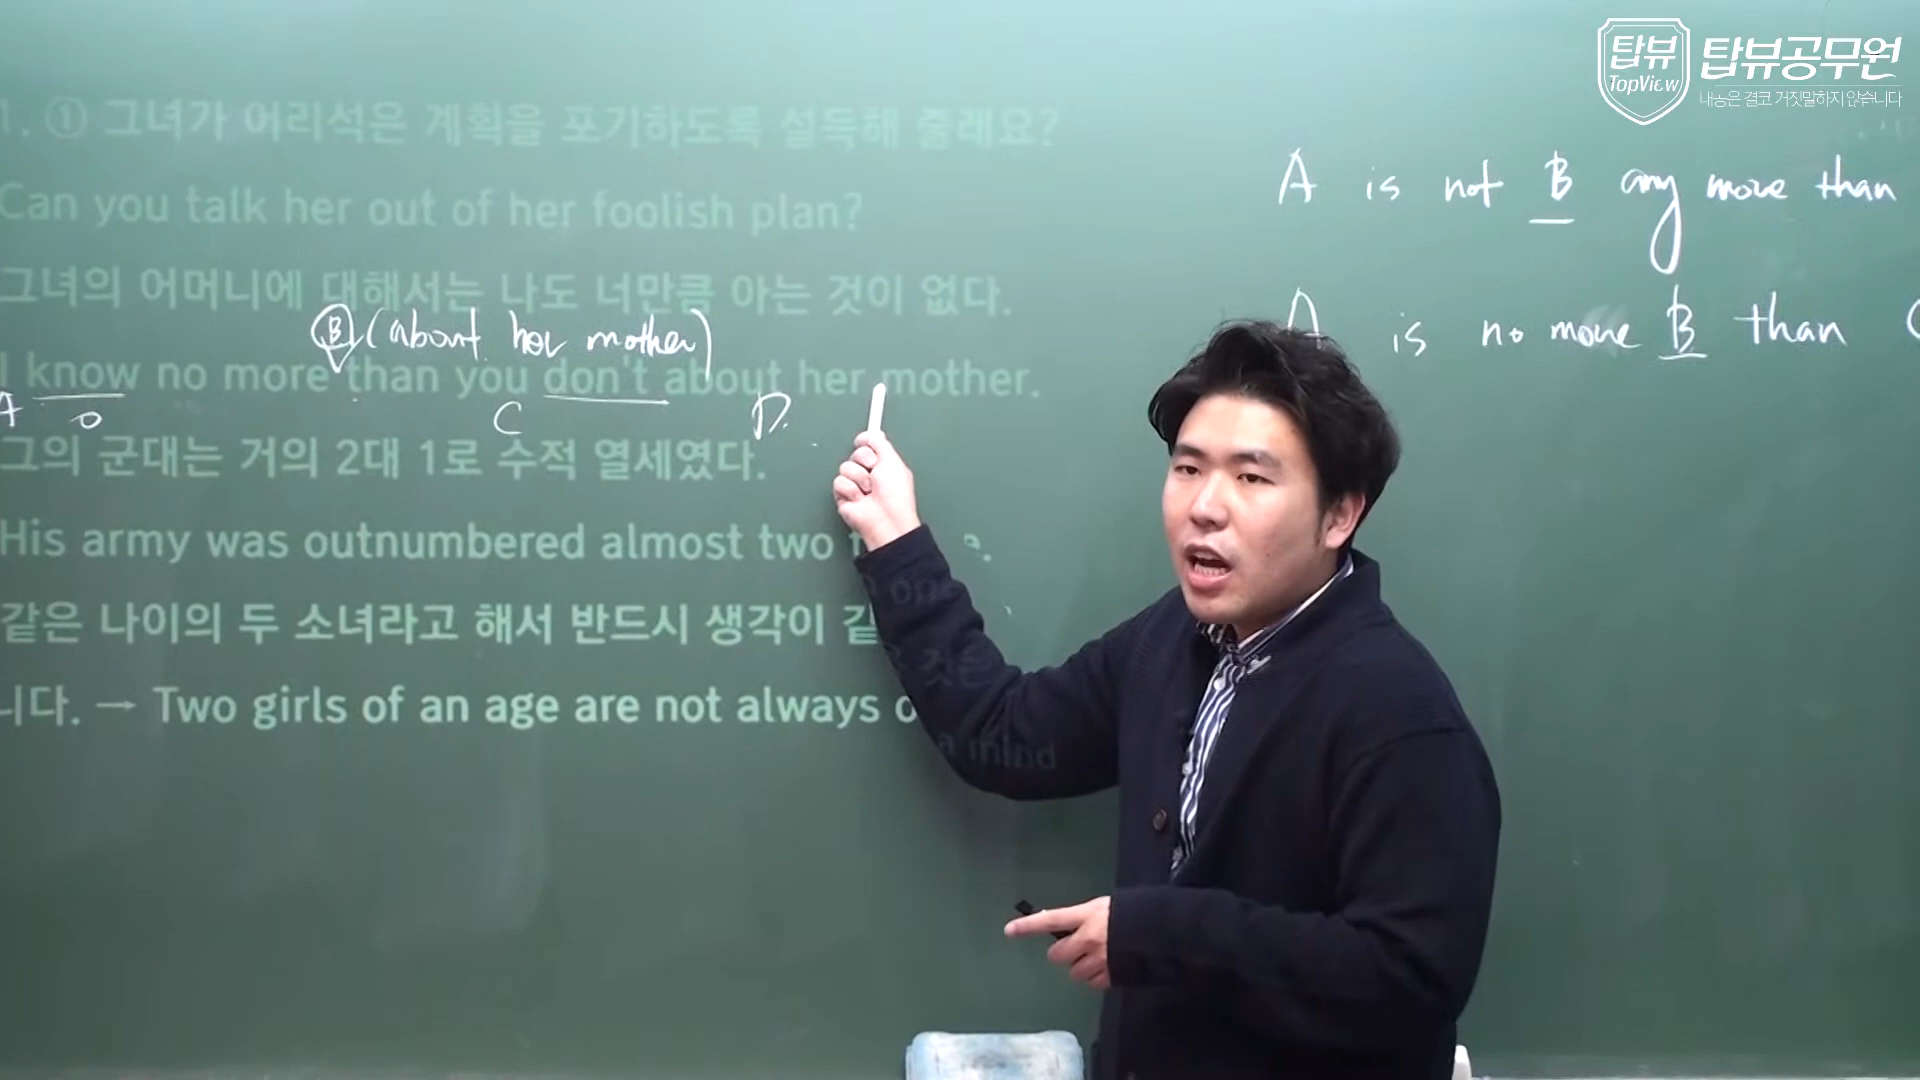 탑뷰
TopView
탑뷰공무원
내공은 결코 거짓말하지 않습니다
1. ① 그녀가 어리석은 계획을 포기하도록 설득해 줄래요?
Can you talk her out of her foolish plan?
그녀의 어머니에 대해서는 나도 너만큼 아는 것이 없다.
B (about her mother)
I know no more than you don't about her mother.
A O C D.
그의 군대는 거의 2대 1로 수적 열세였다.
His army was outnumbered almost two
같은 나이의 두 소녀라고 해서 반드시 생각이 같
니다. → Two girls of an age are not always o
a mind
A is not B any more than
A is no more B than C